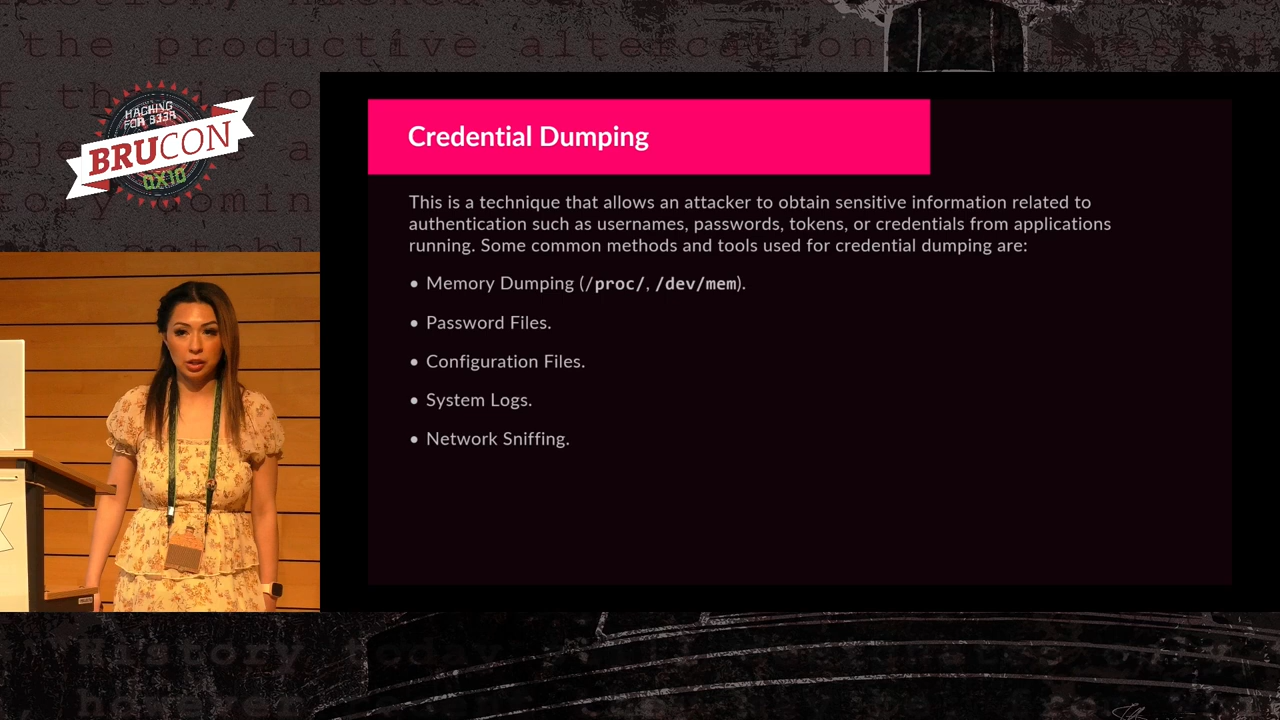 the productive altercation
HACKING
FOR B33R
BRUCON
0X10
Credential Dumping
This is a technique that allows an attacker to obtain sensitive information related to
authentication such as usernames, passwords, tokens, or credentials from applications
running. Some common methods and tools used for credential dumping are:
• Memory Dumping (/proc/, /dev/mem).
• Password Files.
• Configuration Files.
• System Logs.
• Network Sniffing.
History today
however